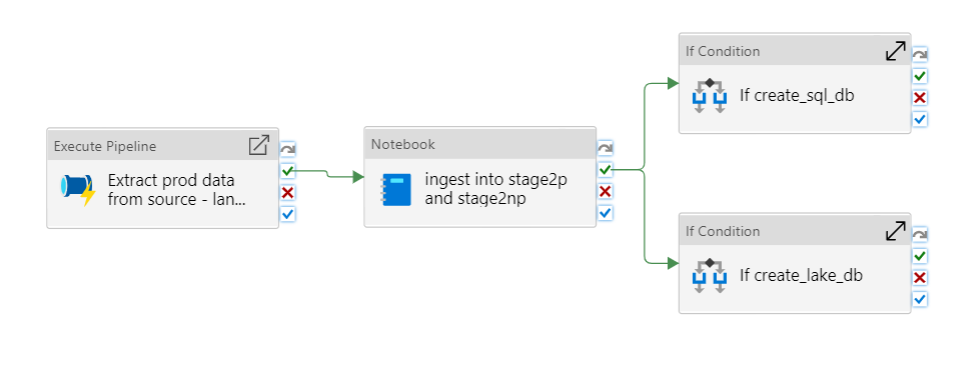 Execute Pipeline
Extract prod data
from source - lan...
Notebook
ingest into stage2p
and stage2np
If Condition
If create_sql_db
If Condition
If create_lake_db